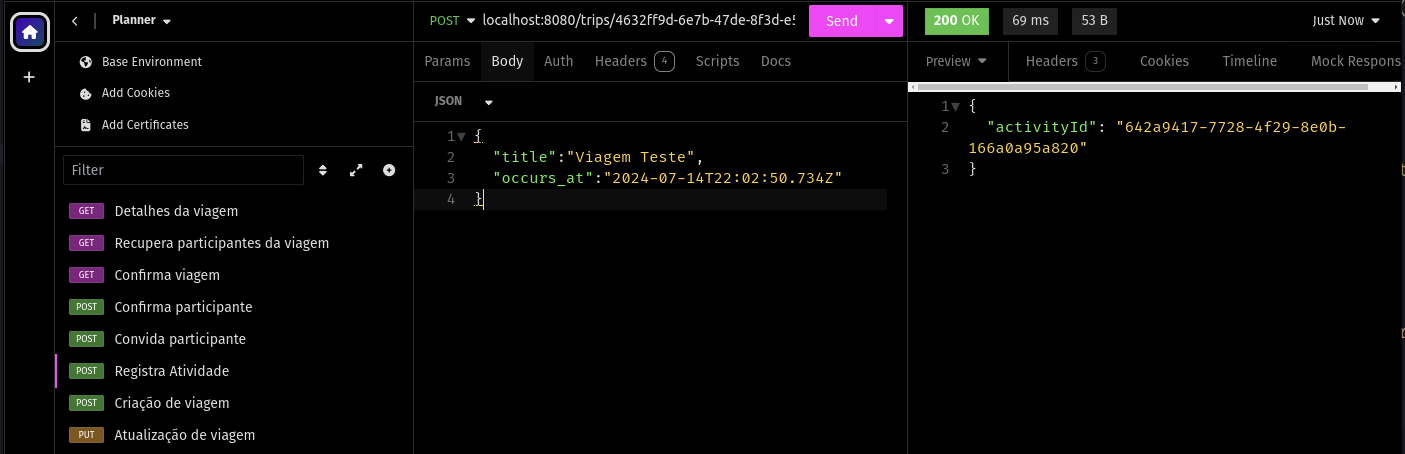 Planner
Base Environment
Add Cookies
Add Certificates
Filter
GET Detalhes da viagem
GET Recupera participantes da viagem
GET Confirma viagem
POST Confirma participante
POST Convida participante
POST Registra Atividade
POST Criação de viagem
PUT Atualização de viagem
POST localhost:8080/trips/4632ff9d-6e7b-47de-8f3d-e5 Send
Params Body Auth Headers 4 Scripts Docs
JSON
1 {
2 "title":"Viagem Teste",
3 "occurs_at":"2024-07-14T22:02:50.734Z"
4 }
200 OK 69 ms 53 B Just Now
Preview Headers 3 Cookies Timeline Mock Respons
1 {
2 "activityId": "642a9417-7728-4f29-8e0b-
166a0a95a820"
3 }